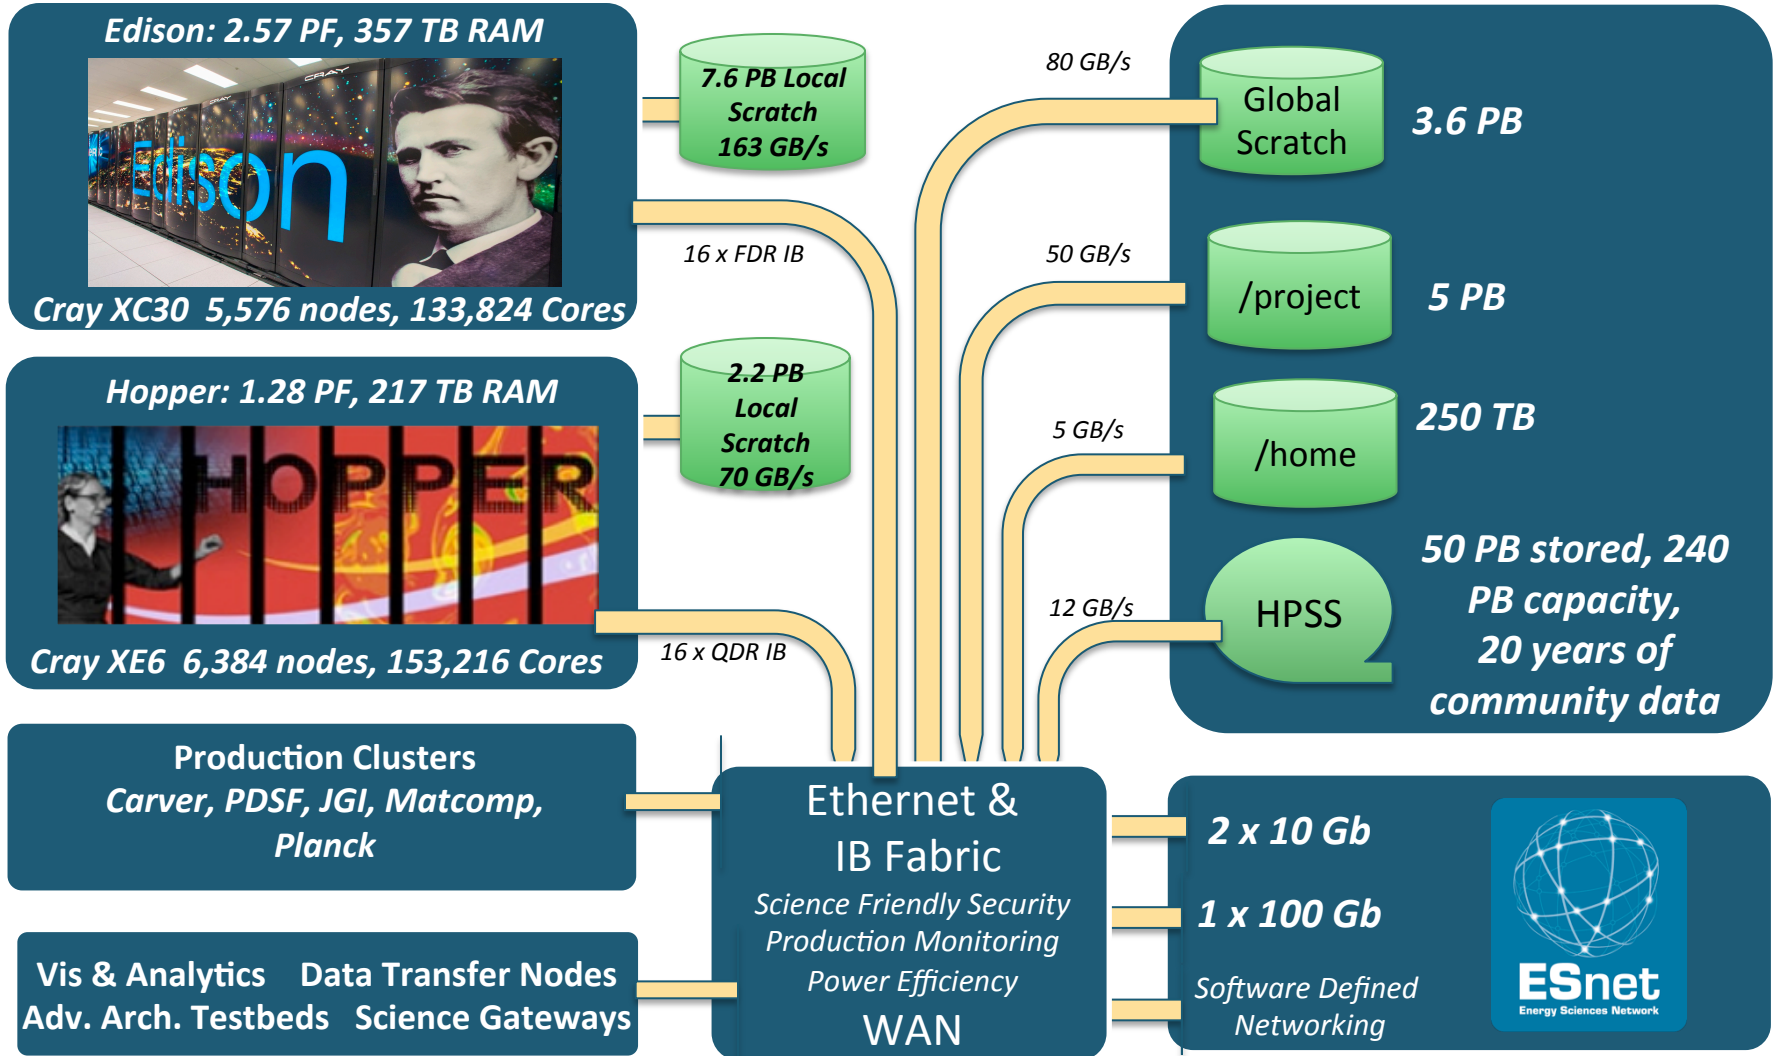 Edison: 2.57 PF, 357 TB RAM
CRAY
Edison
Cray XC30 5,576 nodes, 133,824 Cores
7.6 PB Local
Scratch
163 GB/s
16 x FDR IB
Hopper: 1.28 PF, 217 TB RAM
HOPPER
Cray XE6 6,384 nodes, 153,216 Cores
2.2 PB
Local
Scratch
70 GB/s
16 x QDR IB
80 GB/s
Global
Scratch
3.6 PB
50 GB/s
/project
5 PB
5 GB/s
/home
250 TB
12 GB/s
HPSS
50 PB stored, 240
PB capacity,
20 years of
community data
Production Clusters
Carver, PDSF, JGI, Matcomp,
Planck
Vis & Analytics Data Transfer Nodes
Adv. Arch. Testbeds Science Gateways
Ethernet &
IB Fabric
Science Friendly Security
Production Monitoring
Power Efficiency
WAN
2 x 10 Gb
1 x 100 Gb
Software Defined
Networking
ESnet
Energy Sciences Network